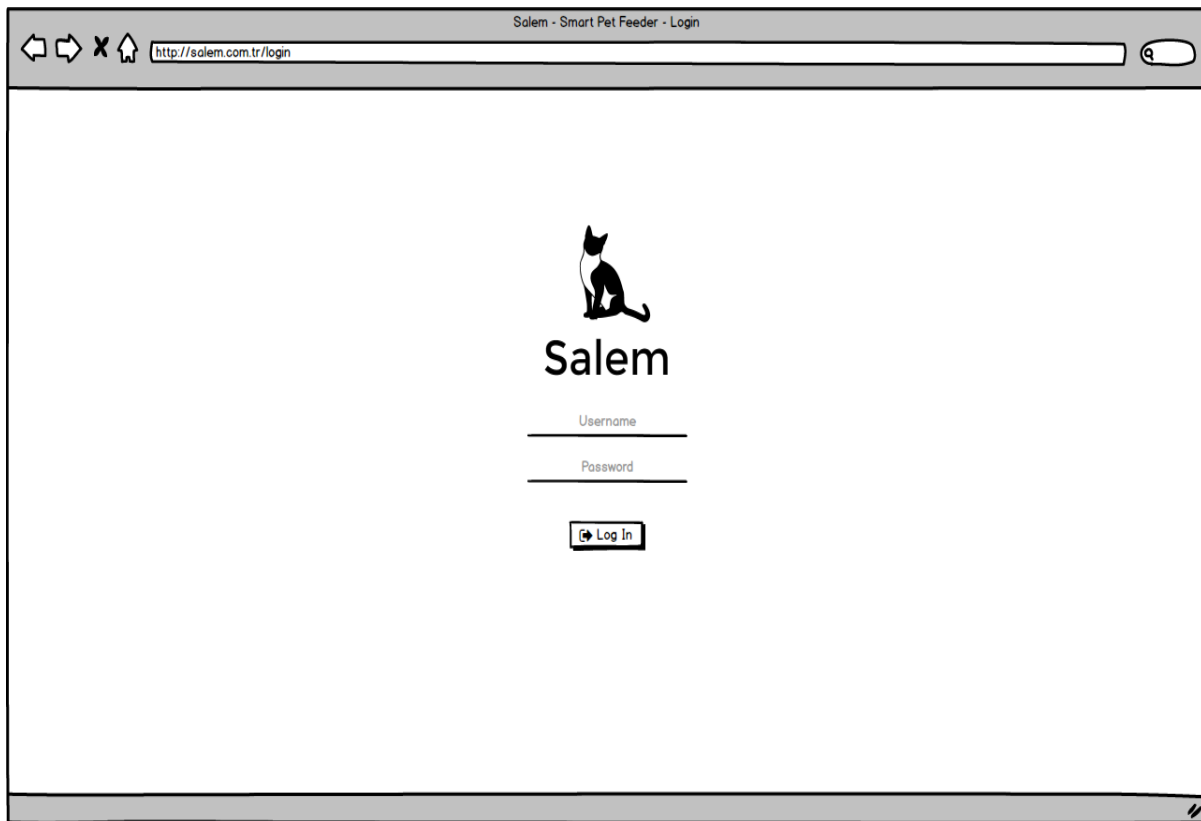 Salem - Smart Pet Feeder - Login
http://salem.com.tr/login
Salem
Username
Password
Log In